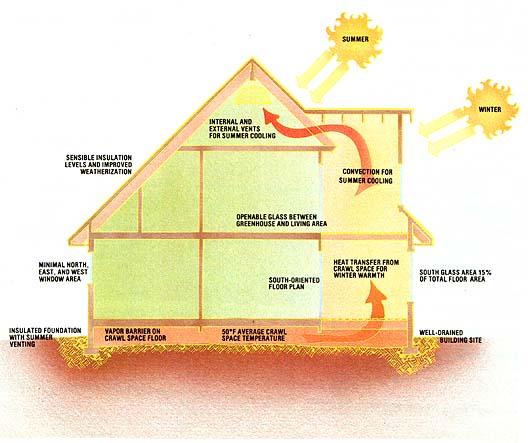 SUMMER
WINTER
INTERNAL AND
EXTERNAL VENTS
FOR SUMMER COOLING
SENSIBLE INSULATION
LEVELS AND IMPROVED
WEATHERIZATION
CONVECTION FOR
SUMMER COOLING
OPENABLE GLASS BETWEEN
GREENHOUSE AND LIVING AREA
MINIMAL NORTH,
EAST, AND WEST
WINDOW AREA
SOUTH-ORIENTED
FLOOR PLAN
HEAT TRANSFER FROM
CRAWL SPACE FOR
WINTER WARMTH
SOUTH GLASS AREA 15%
OF TOTAL FLOOR AREA
INSULATED FOUNDATION
WITH SUMMER
VENTING
VAPOR BARRIER ON
CRAWL SPACE FLOOR
50°F AVERAGE CRAWL
SPACE TEMPERATURE
WELL-DRAINED
BUILDING SITE